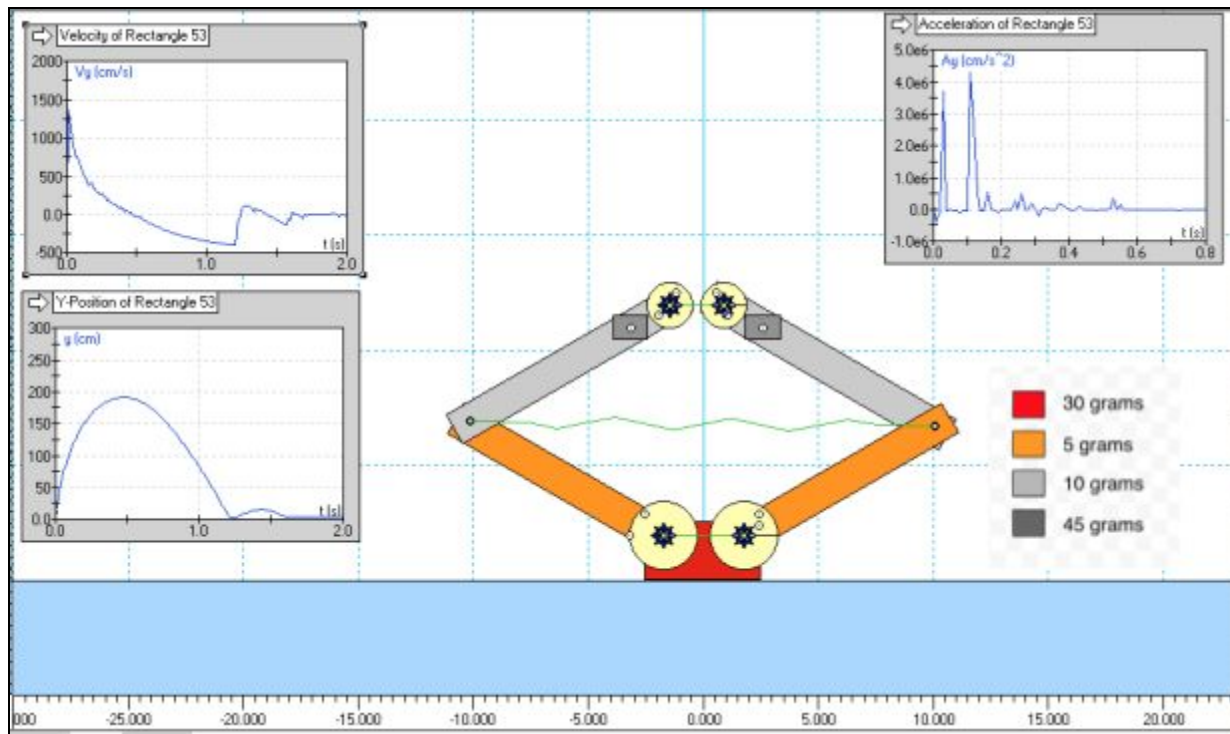 Velocity of Rectangle 53
Vy (cm/s)
2000
1500
1000
500
0.0
-500
0.0
1.0
2.0
t (s)
Y-Position of Rectangle 53
y (cm)
300
250
200
150
100
50
0.0
0.0
1.0
2.0
t (s)
Acceleration of Rectangle 53
Ay (cm/s^2)
5.0e6
4.0e6
3.0e6
2.0e6
1.0e6
0.0
-1.0e6
0.0
0.2
0.4
0.6
0.8
t (s)
30 grams
5 grams
10 grams
45 grams
000 -25.000 -20.000 -15.000 -10.000 -5.000 0.000 5.000 10.000 15.000 20.000